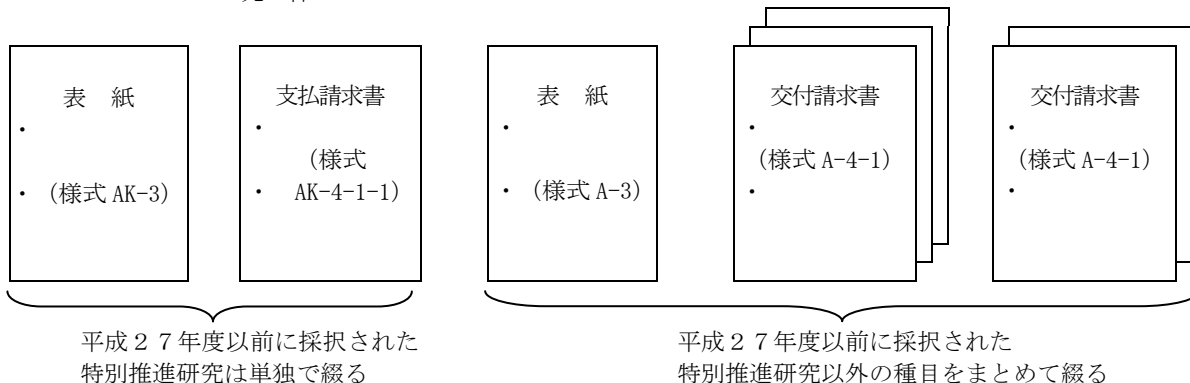 表 紙
・
・ (様式 AK-3)
支払請求書
・
(様式
・ AK-4-1-1)
表 紙
・
・ (様式 A-3)
交付請求書
・
(様式 A-4-1)
・
交付請求書
・
(様式 A-4-1)
・
平成27年度以前に採択された
特別推進研究は単独で綴る
平成27年度以前に採択された
特別推進研究以外の種目をまとめて綴る